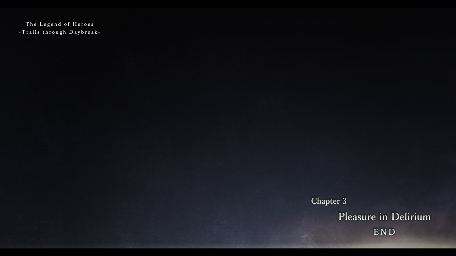 The Legend of Heroes
-Trails through Daybreak-
Chapter 3
Pleasure in Delirium
END